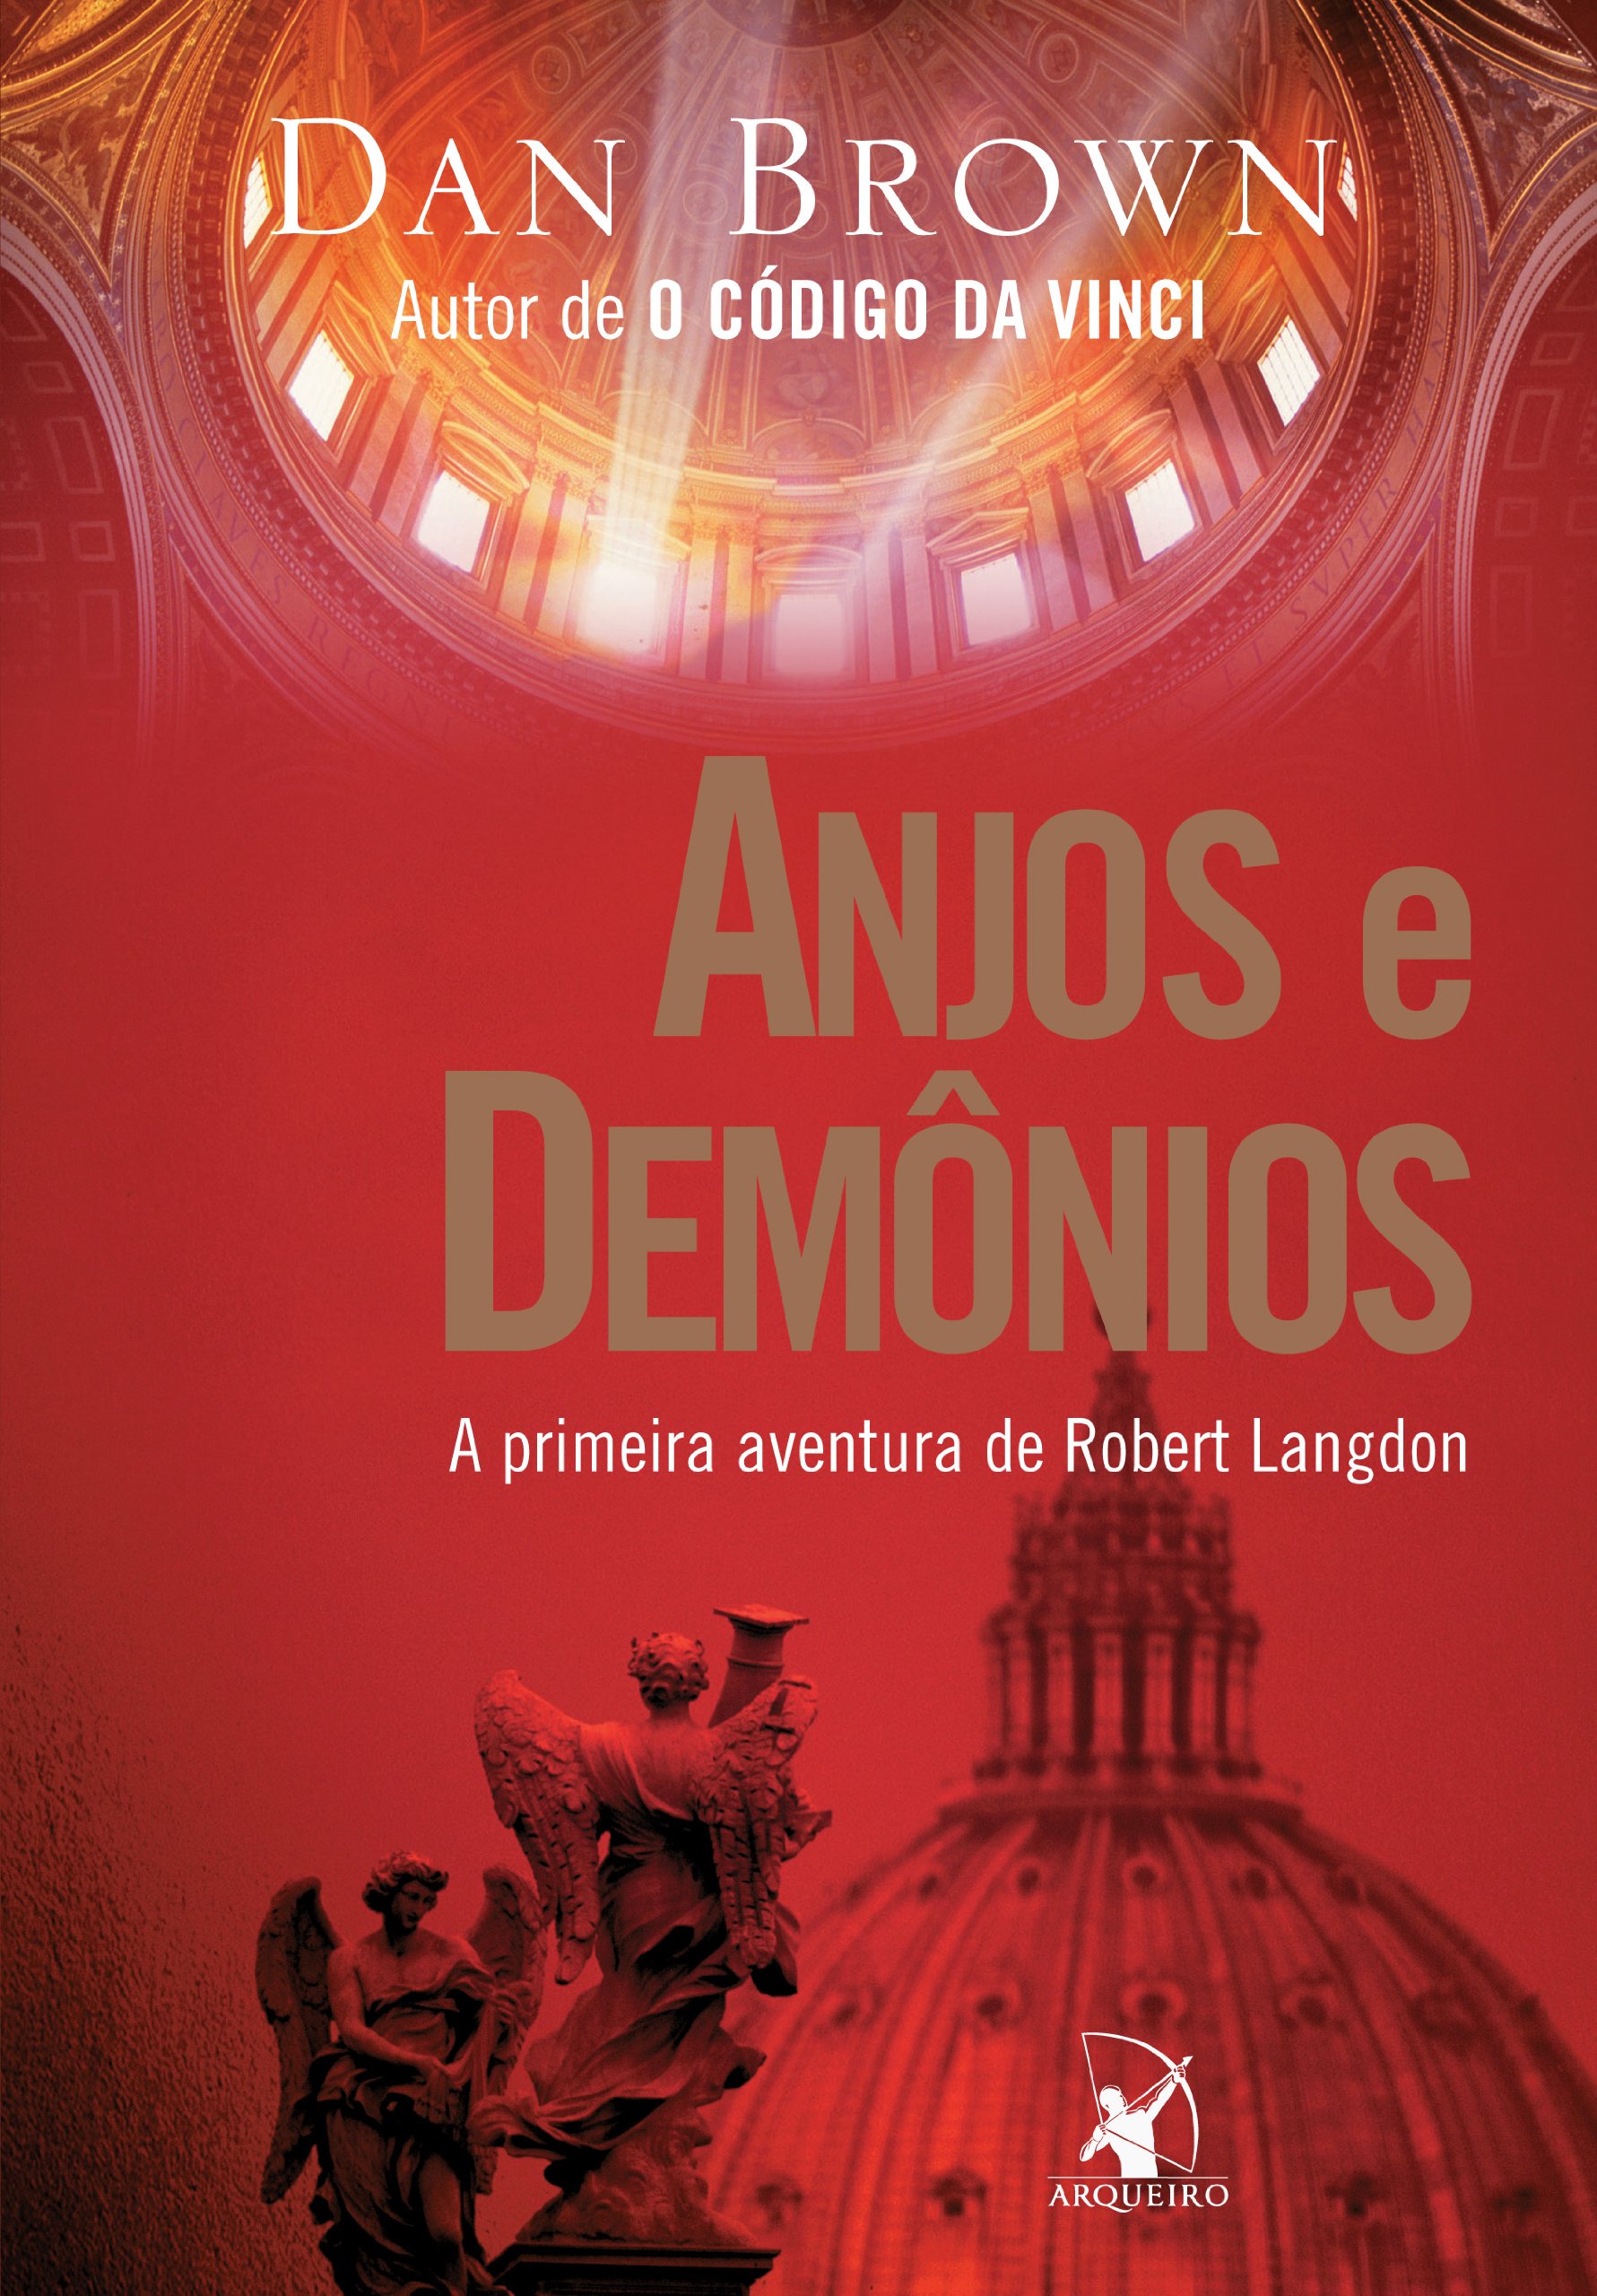 DAN BROWN
Autor de O CÓDIGO DA VINCI
ANJOS e
DEMÔNIOS
A primeira aventura de Robert Langdon
ARQUEIRO